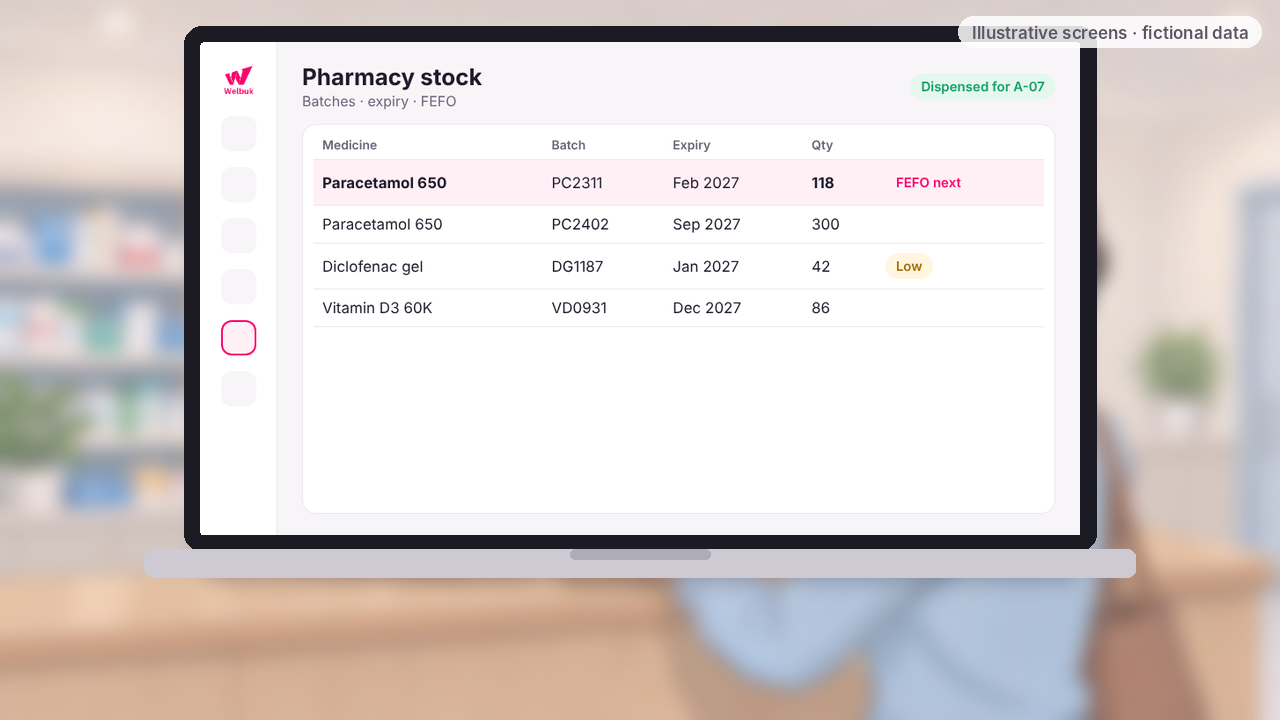 Illustrative screens · fictional data
Welbuk
Pharmacy stock
Batches · expiry · FEFO
Dispensed for A-07
Medicine Batch Expiry Qty
Paracetamol 650 PC2311 Feb 2027 118 FEFO next
Paracetamol 650 PC2402 Sep 2027 300
Diclofenac gel DG1187 Jan 2027 42 Low
Vitamin D3 60K VD0931 Dec 2027 86